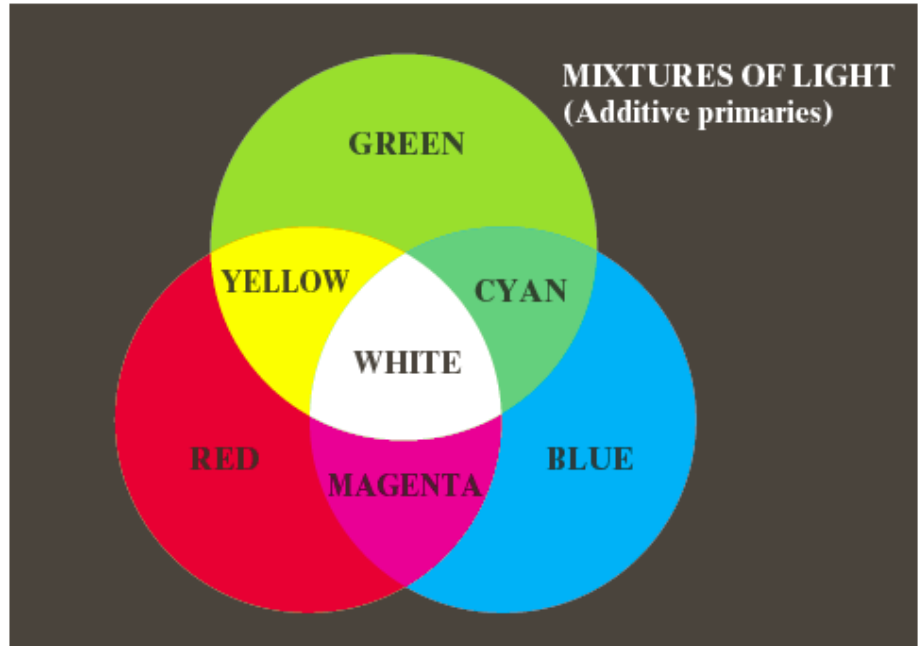 MIXTURES OF LIGHT
(Additive primaries)
GREEN
YELLOW
CYAN
WHITE
RED
BLUE
MAGENTA